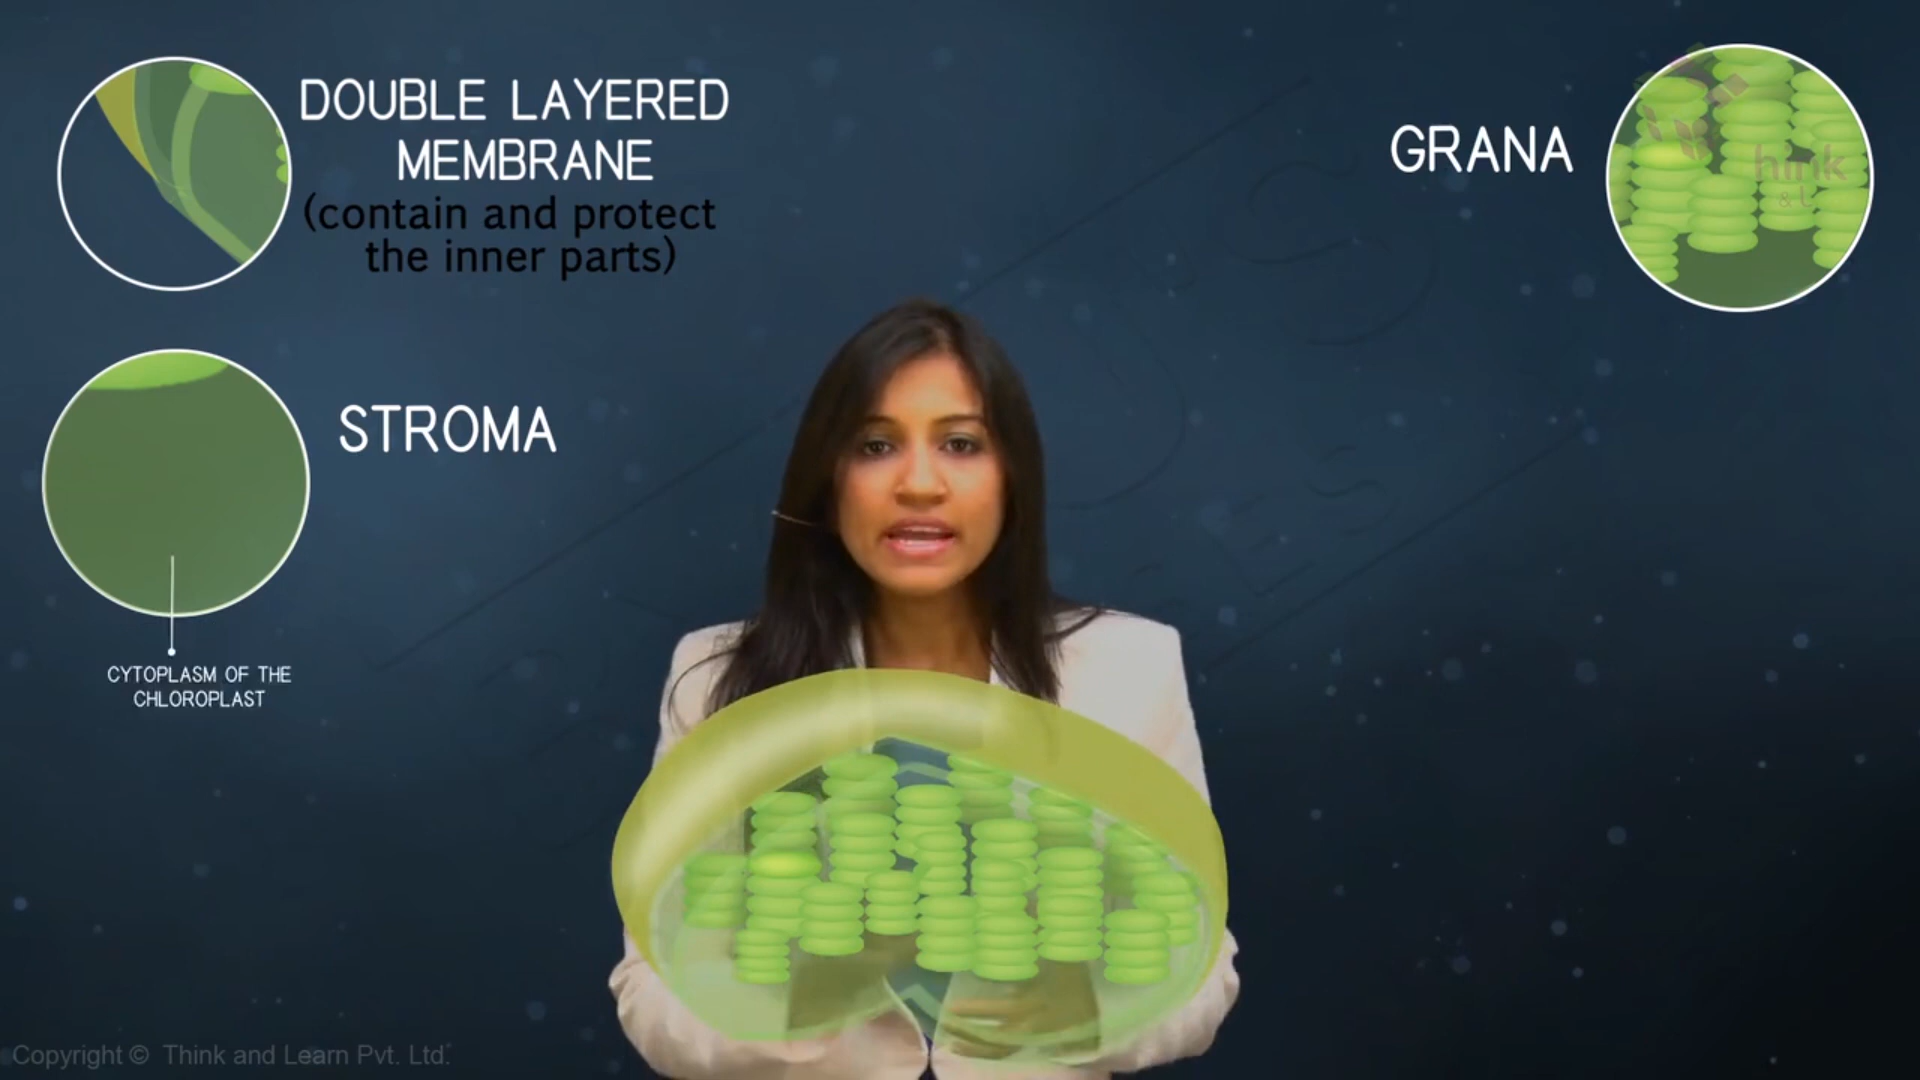 DOUBLE LAYERED
MEMBRANE
(contain and protect
the inner parts)
GRANA
hink
& L
STROMA
CYTOPLASM OF THE
CHLOROPLAST
Copyright © Think and Learn Pvt. Ltd.